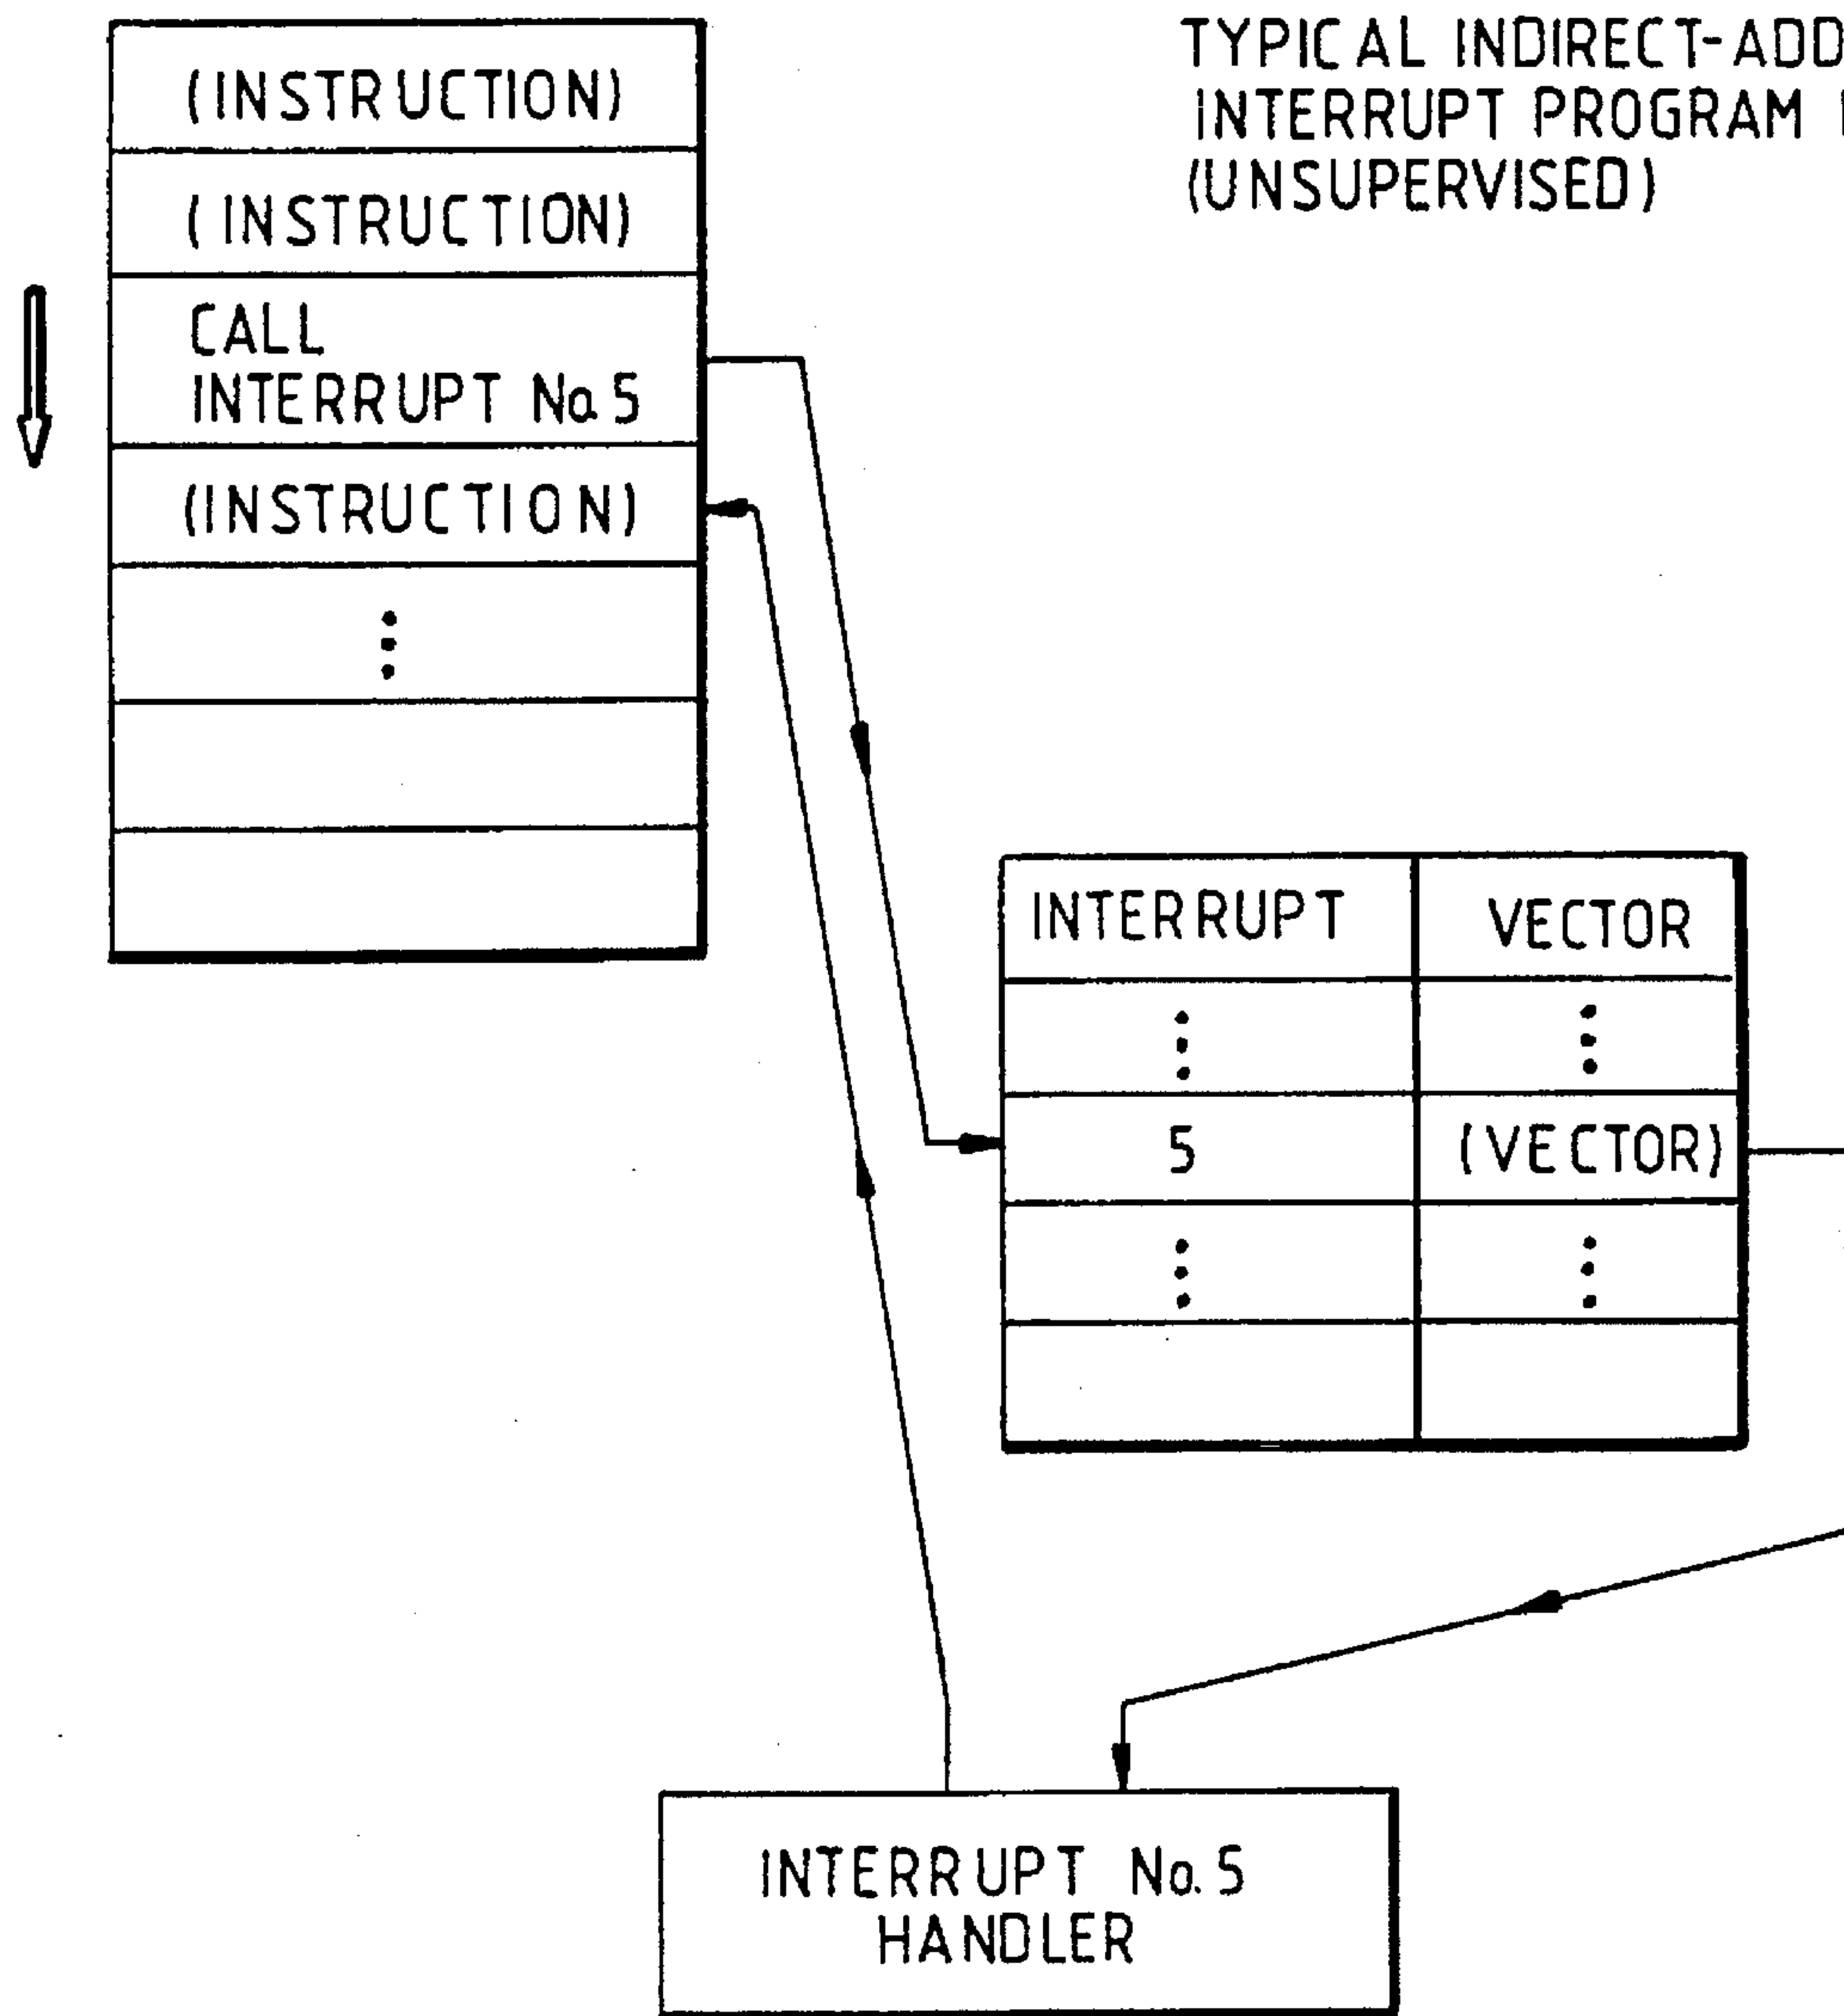 TYPICAL INDIRECT-ADD
INTERRUPT PROGRAM
(UNSUPERVISED)
(INSTRUCTION)
(INSTRUCTION)
CALL
INTERRUPT No. 5
(INSTRUCTION)
INTERRUPT VECTOR
5 (VECTOR)
INTERRUPT No. 5
HANDLER